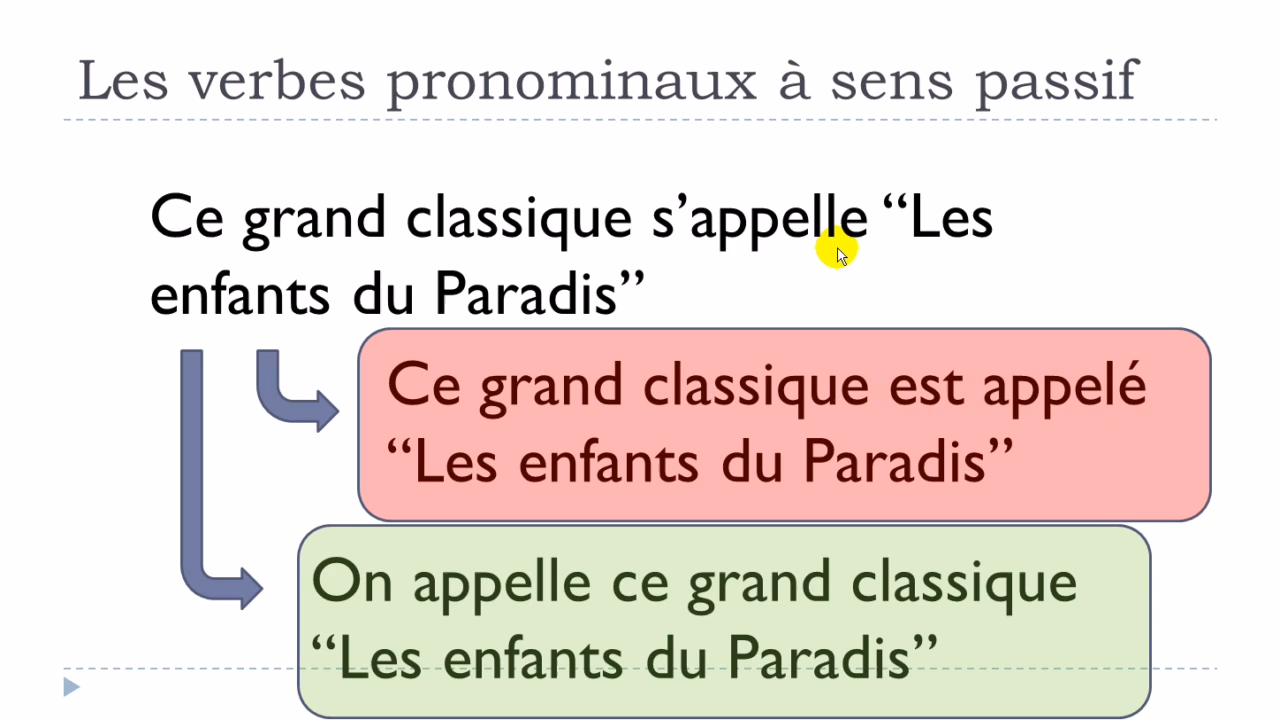 Les verbes pronominaux à sens passif
Ce grand classique s’appelle “Les
enfants du Paradis”
Ce grand classique est appelé
“Les enfants du Paradis”
On appelle ce grand classique
“Les enfants du Paradis”